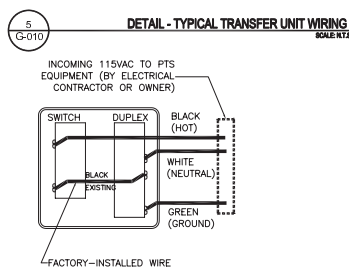 5
G-010
DETAIL - TYPICAL TRANSFER UNIT WIRING
SCALE: N.T.S
INCOMING 115VAC TO PTS
EQUIPMENT (BY ELECTRICAL
CONTRACTOR OR OWNER)
SWITCH
DUPLEX
BLACK
(HOT)
WHITE
(NEUTRAL)
BLACK
EXISTING
GREEN
(GROUND)
FACTORY-INSTALLED WIRE